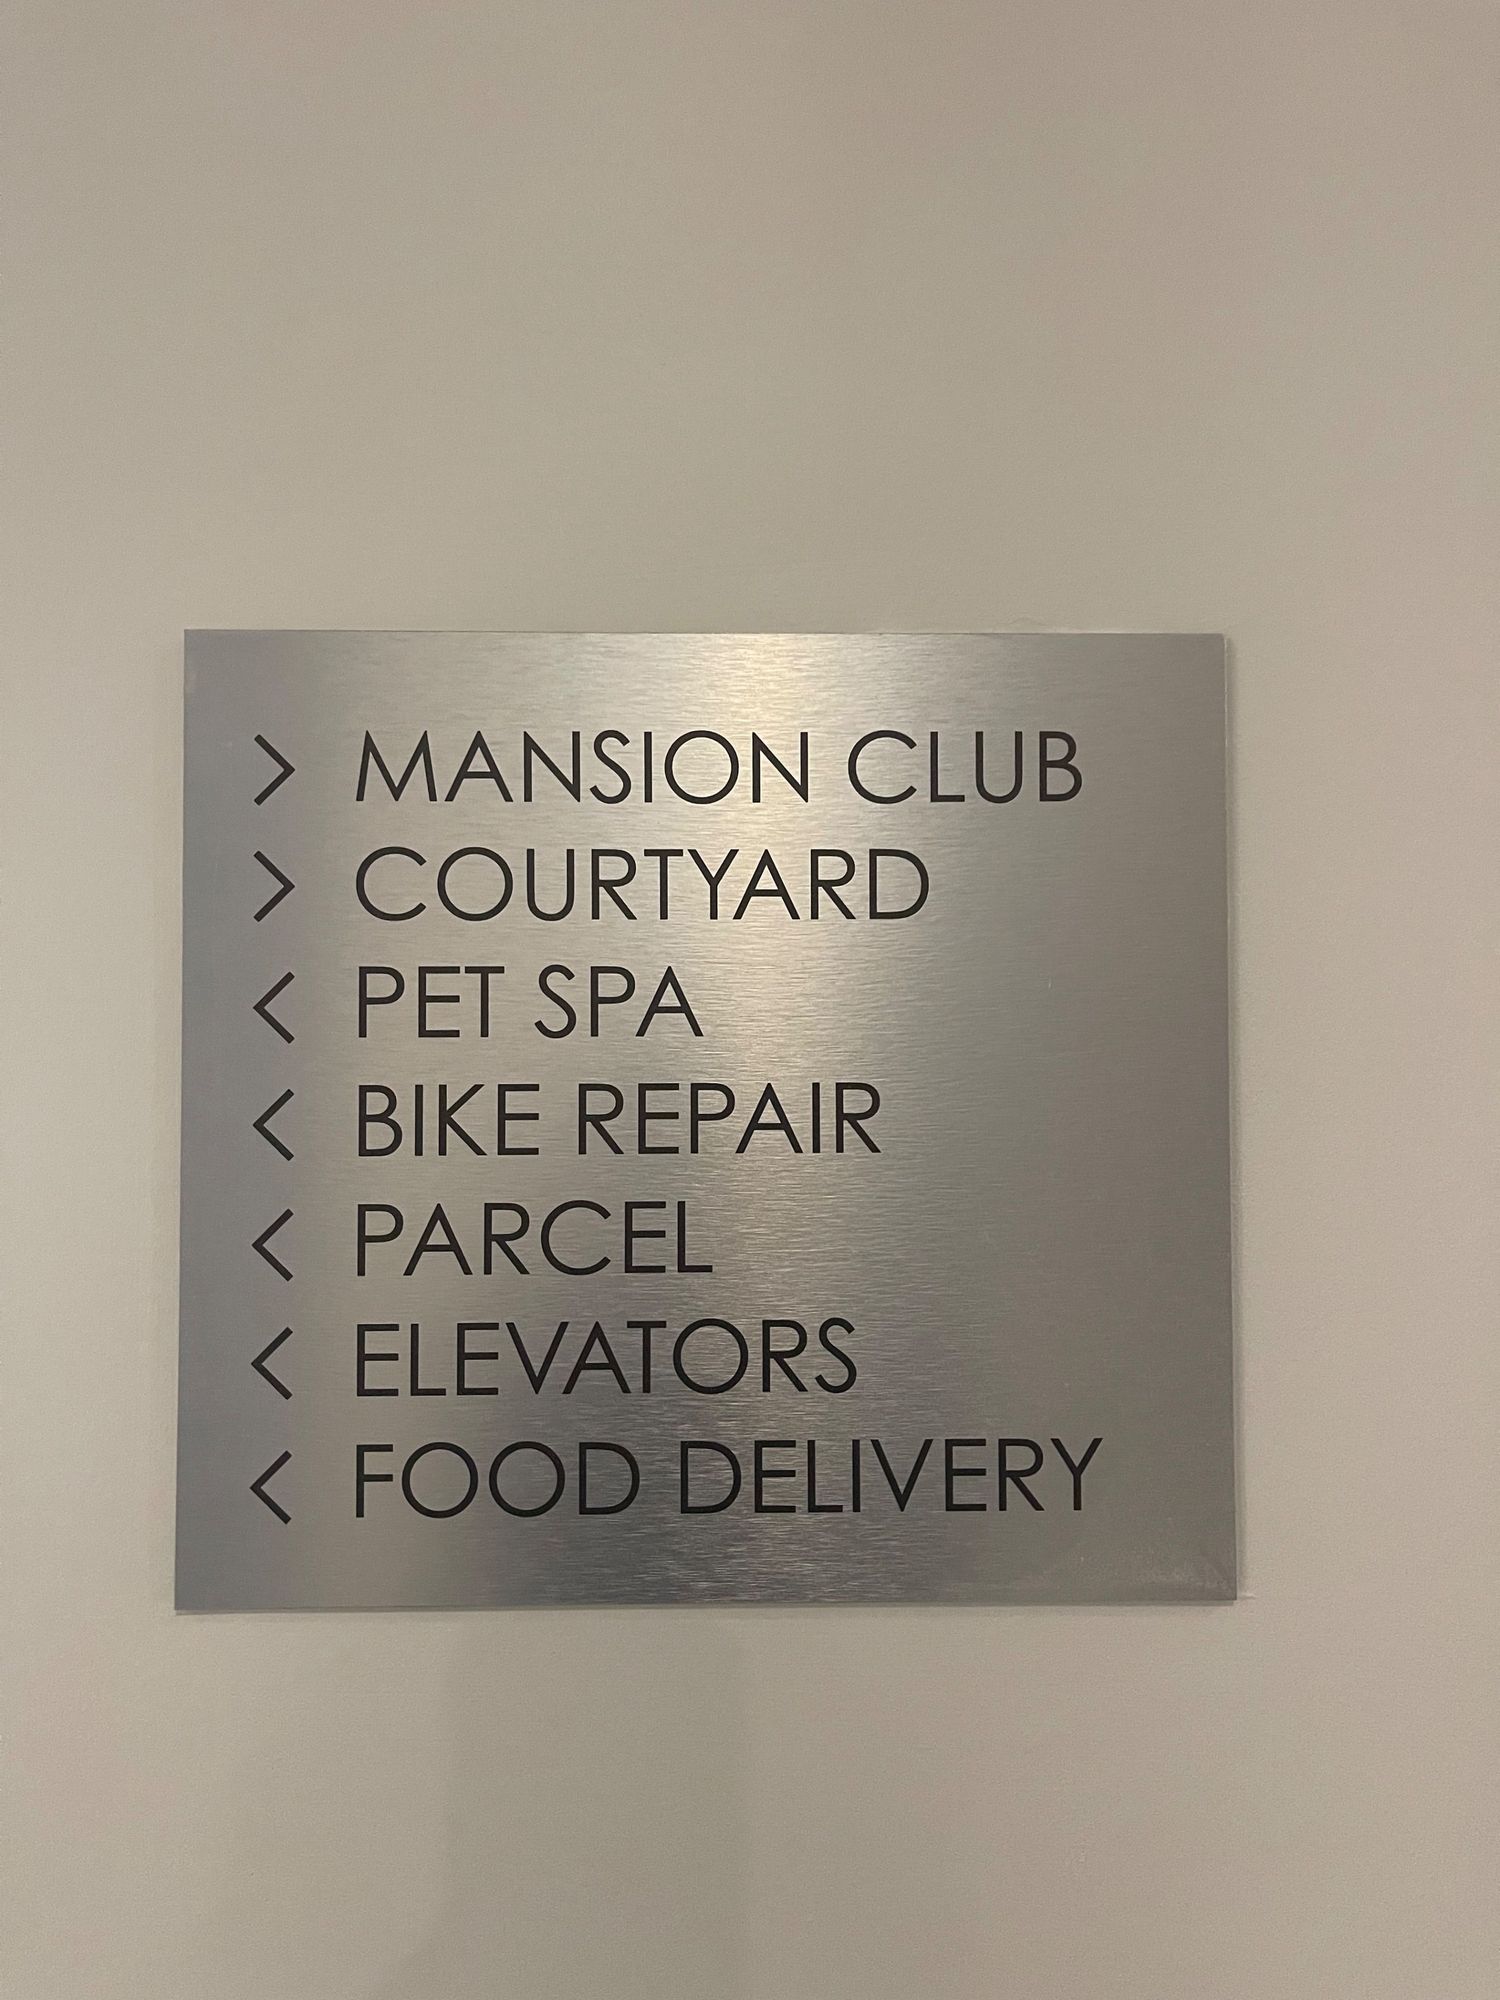 > MANSION CLUB
> COURTYARD
< PET SPA
< BIKE REPAIR
< PARCEL
< ELEVATORS
< FOOD DELIVERY